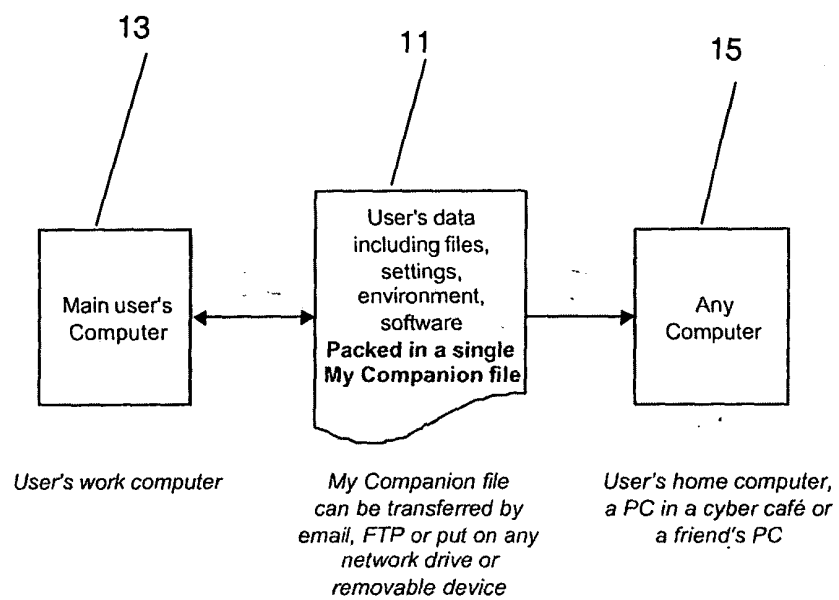 13
11
15
Main user's
Computer
User's data
including files,
settings,
environment,
software
Packed in a single
My Companion file
Any
Computer
User's work computer
My Companion file
can be transferred by
email, FTP or put on any
network drive or
removable device
User's home computer,
a PC in a cyber café or
a friend's PC